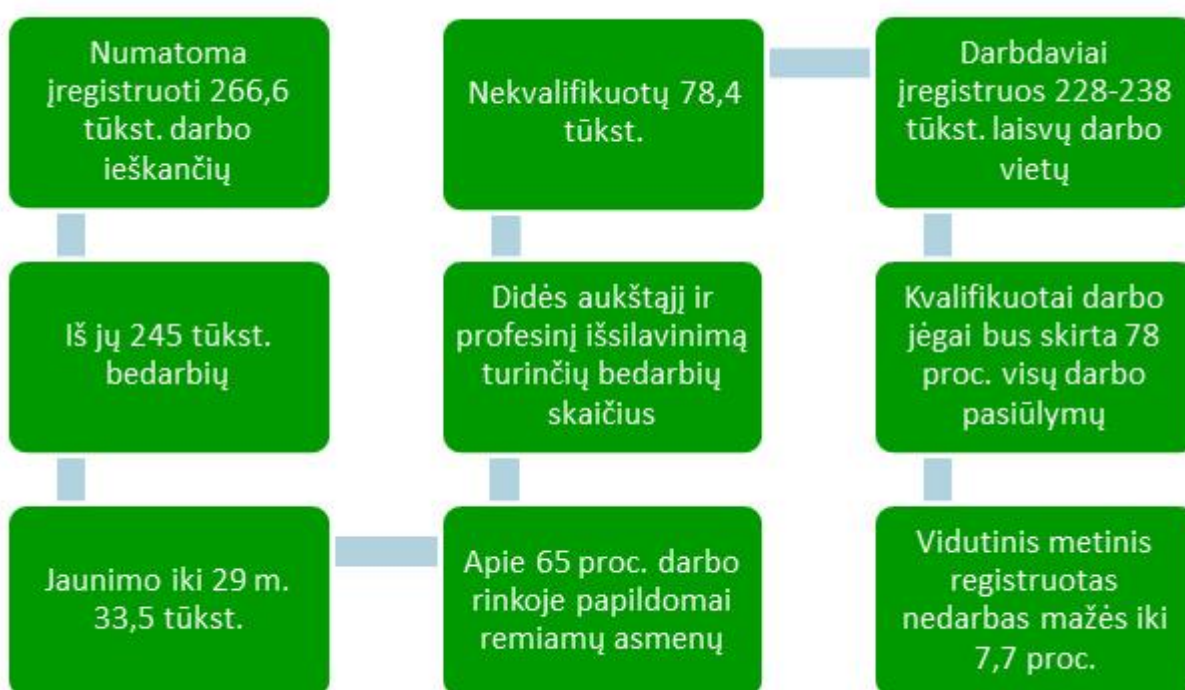 Numatoma
įregistruoti 266,6
tūkst. darbo
ieškančių
Iš jų 245 tūkst.
bedarbių
Jaunimo iki 29 m.
33,5 tūkst.
Apie 65 proc. darbo
rinkoje papildomai
remiamų asmenų
Didės aukštąjį ir
profesinį išsilavinimą
turinčių bedarbių
skaičius
Nekvalifikuotų 78,4
tūkst.
Darbdaviai
įregistruos 228-238
tūkst. laisvų darbo
vietų
Kvalifikuotai darbo
jėgai bus skirta 78
proc. visų darbo
pasiūlymų
Vidutinis metinis
registruotas
nedarbas mažės iki
7,7 proc.